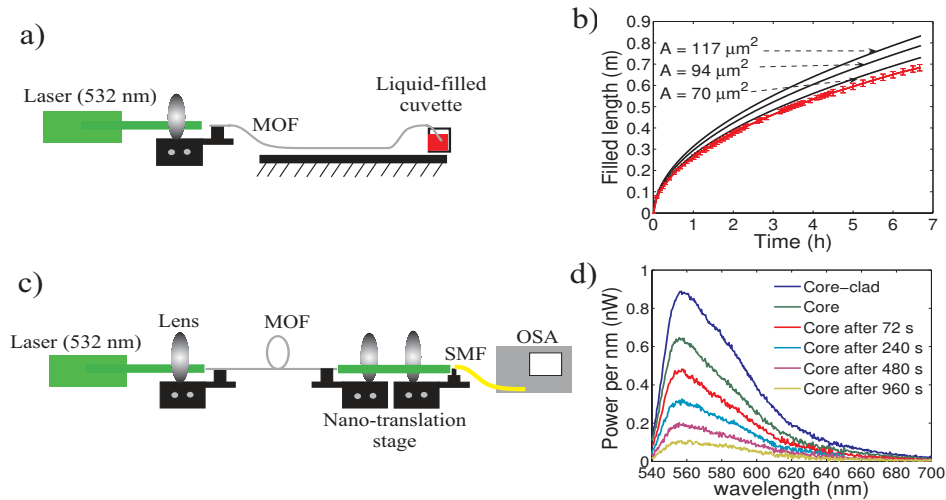 a)
Laser (532 nm)
MOF
Liquid-filled
cuvette
b)
Filled length (m)
0.9
0.8
0.7
0.6
0.5
0.4
0.3
0.2
0.1
0
A = 117 μm²
A = 94 μm²
A = 70 μm²
0 1 2 3 4 5 6 7
Time (h)
c)
Laser (532 nm)
Lens
MOF
SMF
OSA
Nano-translation
stage
d)
Power per nm (nW)
1
0.8
0.6
0.4
0.2
0
Core−clad
Core
Core after 72 s
Core after 240 s
Core after 480 s
Core after 960 s
540 560 580 600 620 640 660 680 700
wavelength (nm)